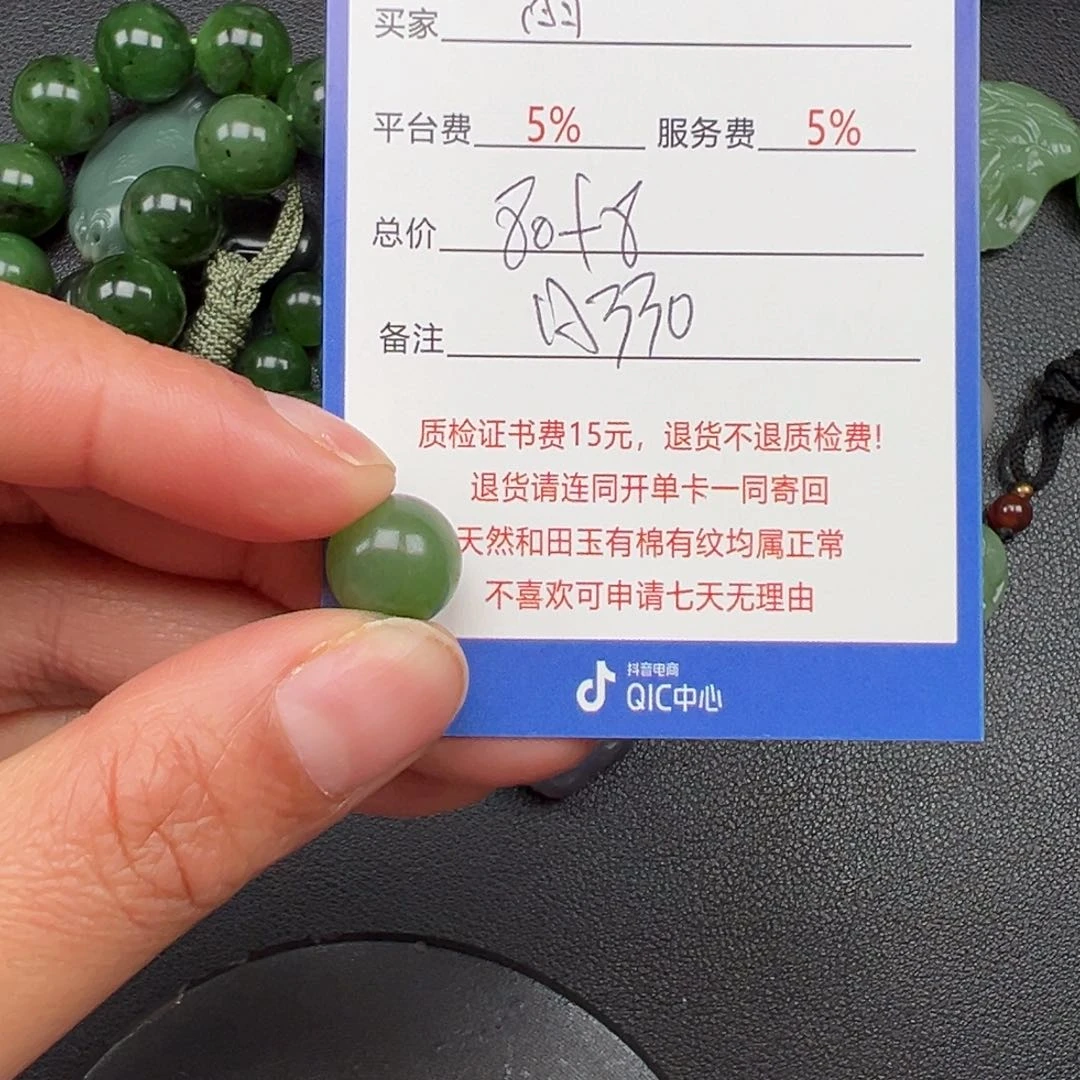 买家
平台费 5% 服务费 5%
总价 80+8
备注 330
质检证书费15元，退货不退质检费！
退货请连同开单卡一同寄回
天然和田玉有棉有纹均属正常
不喜欢可申请七天无理由
抖音电商
QIC中心